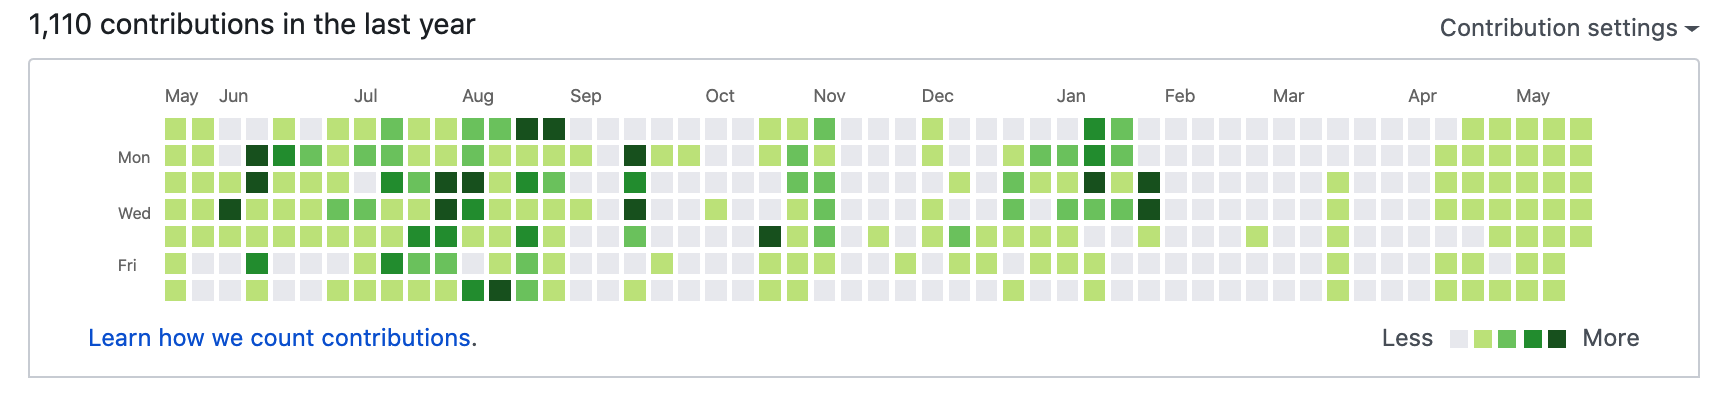 1,110 contributions in the last year
Contribution settings
May Jun Jul Aug Sep Oct Nov Dec Jan Feb Mar Apr May
Mon
Wed
Fri
Learn how we count contributions.
Less More